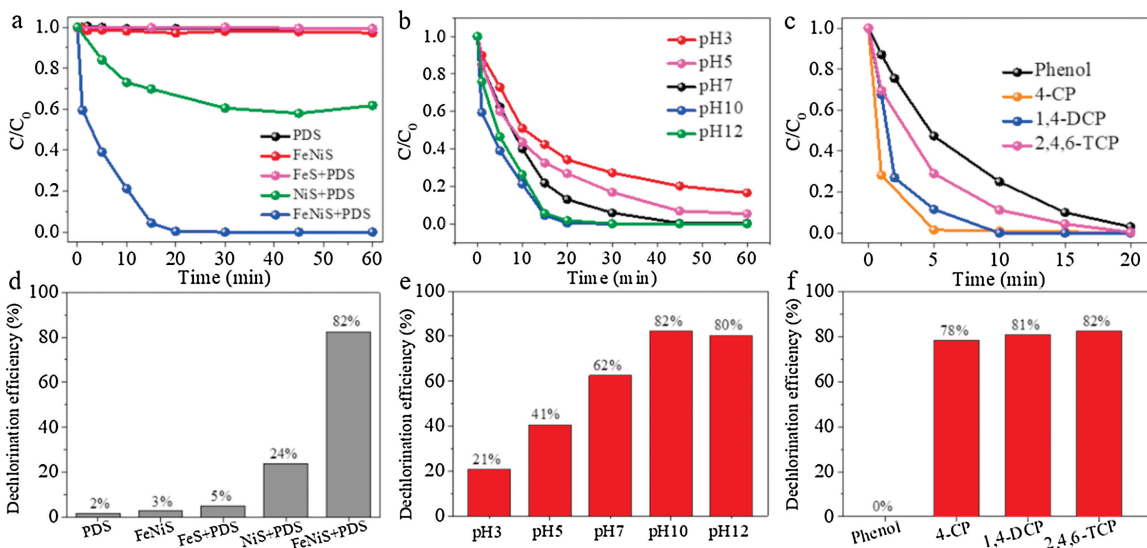 a
C/C0
1.0
0.8
0.6
0.4
0.2
0.0
PDS
FeNiS
FeS+PDS
NiS+PDS
FeNiS+PDS
0 10 20 30 40 50 60
Time (min)
b
C/C0
1.0
0.8
0.6
0.4
0.2
0.0
pH3
pH5
pH7
pH10
pH12
0 10 20 30 40 50 60
Time (min)
c
C/C0
1.0
0.8
0.6
0.4
0.2
0.0
Phenol
4-CP
1,4-DCP
2,4,6-TCP
0 5 10 15 20
Time (min)
d
Dechlorination efficiency (%)
100
80
60
40
20
0
2%
3%
5%
24%
82%
PDS
FeNiS
FeS+PDS
NiS+PDS
FeNiS+PDS
e
Dechlorination efficiency (%)
100
80
60
40
20
0
21%
41%
62%
82%
80%
pH3 pH5 pH7 pH10 pH12
f
Dechlorination efficiency (%)
100
80
60
40
20
0
0%
78%
81%
82%
Phenol
4-CP
1,4-DCP
2,4,6-TCP